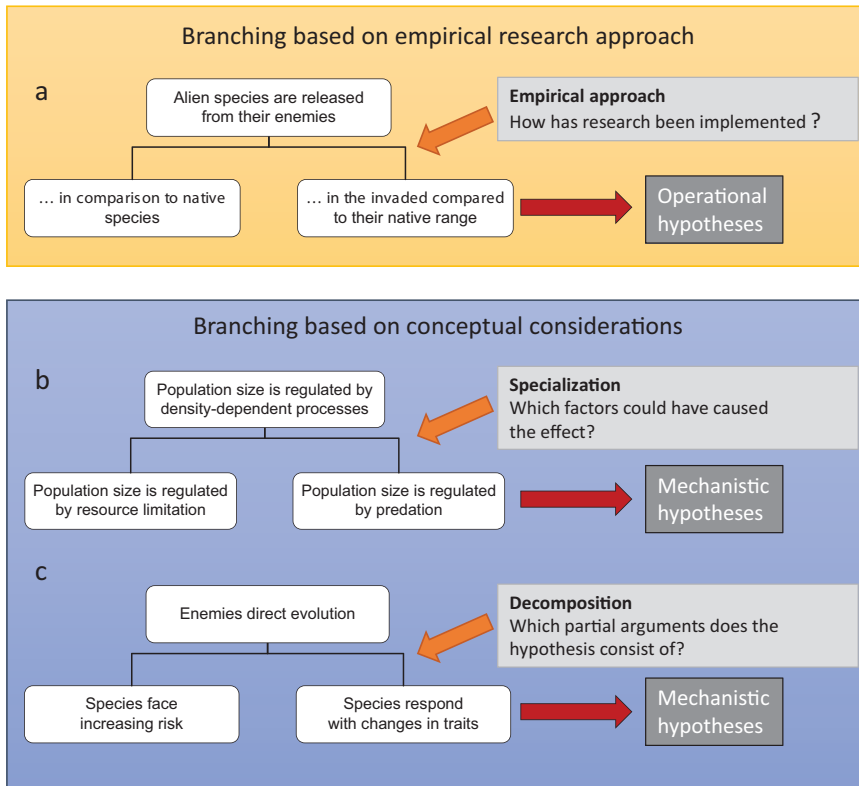 Branching based on empirical research approach
a
Alien species are released
from their enemies
Empirical approach
How has research been implemented ?
… in comparison to native
species
… in the invaded compared
to their native range
Operational
hypotheses
Branching based on conceptual considerations
b
Population size is regulated by
density-dependent processes
Specialization
Which factors could have caused
the effect?
Population size is regulated
by resource limitation
Population size is regulated
by predation
Mechanistic
hypotheses
c
Enemies direct evolution
Decomposition
Which partial arguments does the
hypothesis consist of?
Species face
increasing risk
Species respond
with changes in traits
Mechanistic
hypotheses